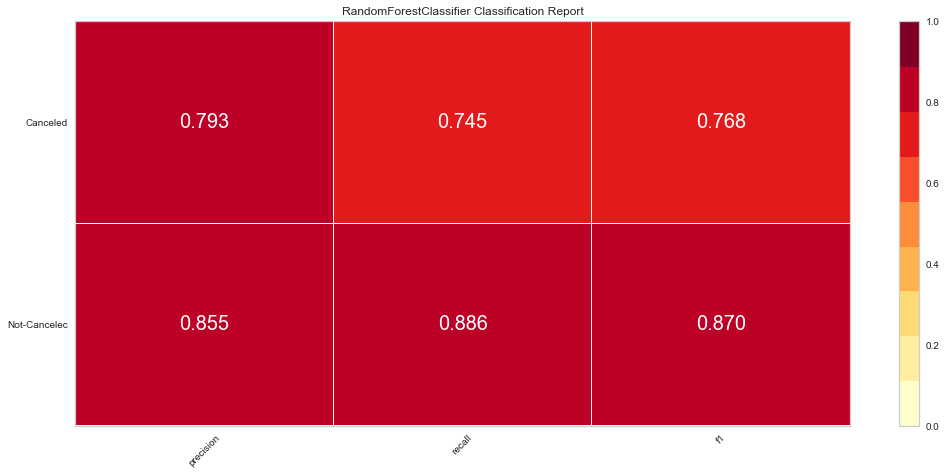 RandomForestClassifier Classification Report
Canceled
0.793
0.745
0.768
Not-Cancelec
0.855
0.886
0.870
precision
recall
f1
1.0
0.8
0.6
0.4
0.2
0.0